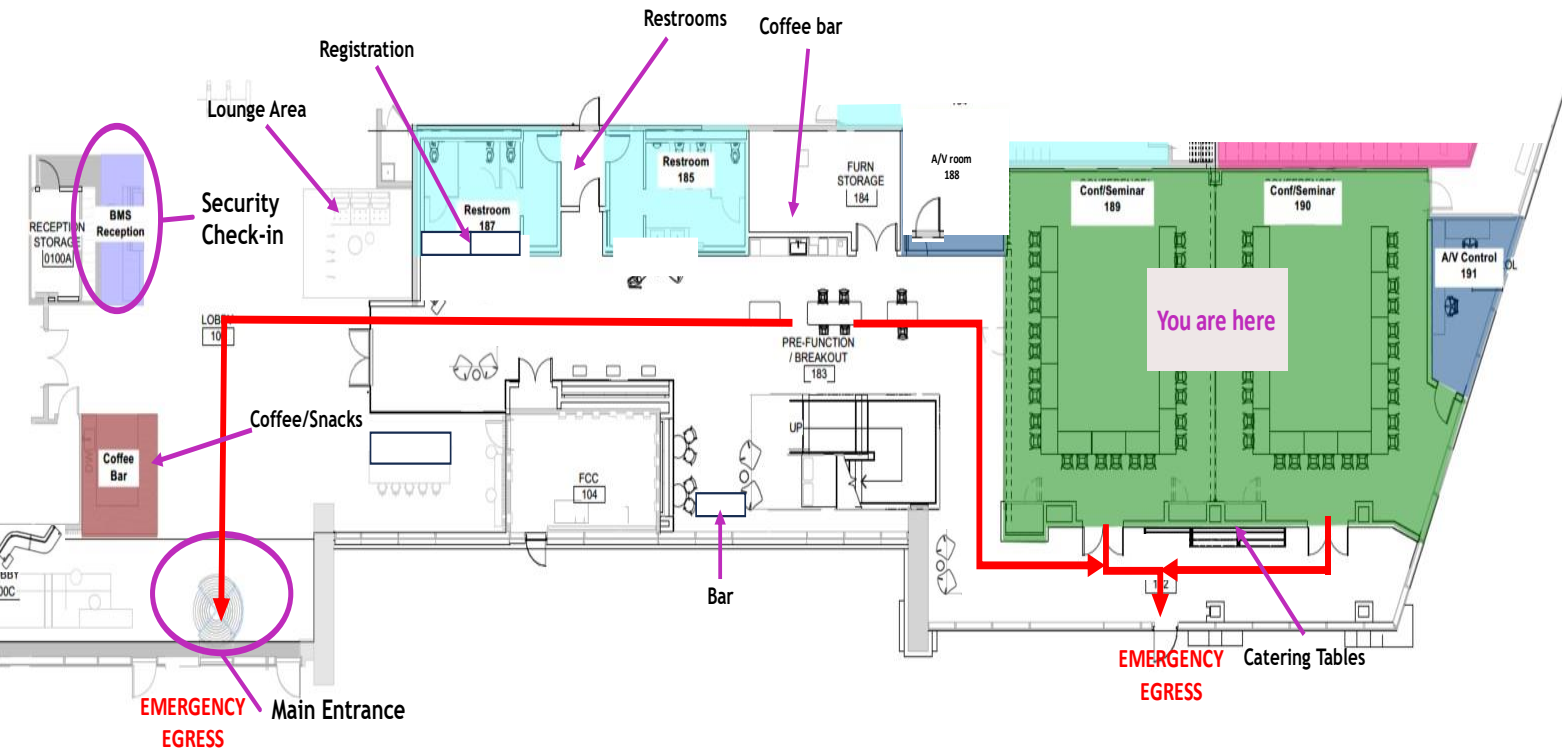 Restrooms
Coffee bar
Registration
Lounge Area
Security
Check-in
BMS
Reception
RECEPTION
STORAGE
0100A
Restroom
187
Restroom
185
FURN
STORAGE
184
A/V room
188
Conf/Seminar
189
Conf/Seminar
190
A/V Control
191
You are here
PRE-FUNCTION
/ BREAKOUT
183
UP
Coffee/Snacks
Coffee
Bar
FCC
104
Bar
Catering Tables
EMERGENCY
EGRESS
Main Entrance
EMERGENCY
EGRESS